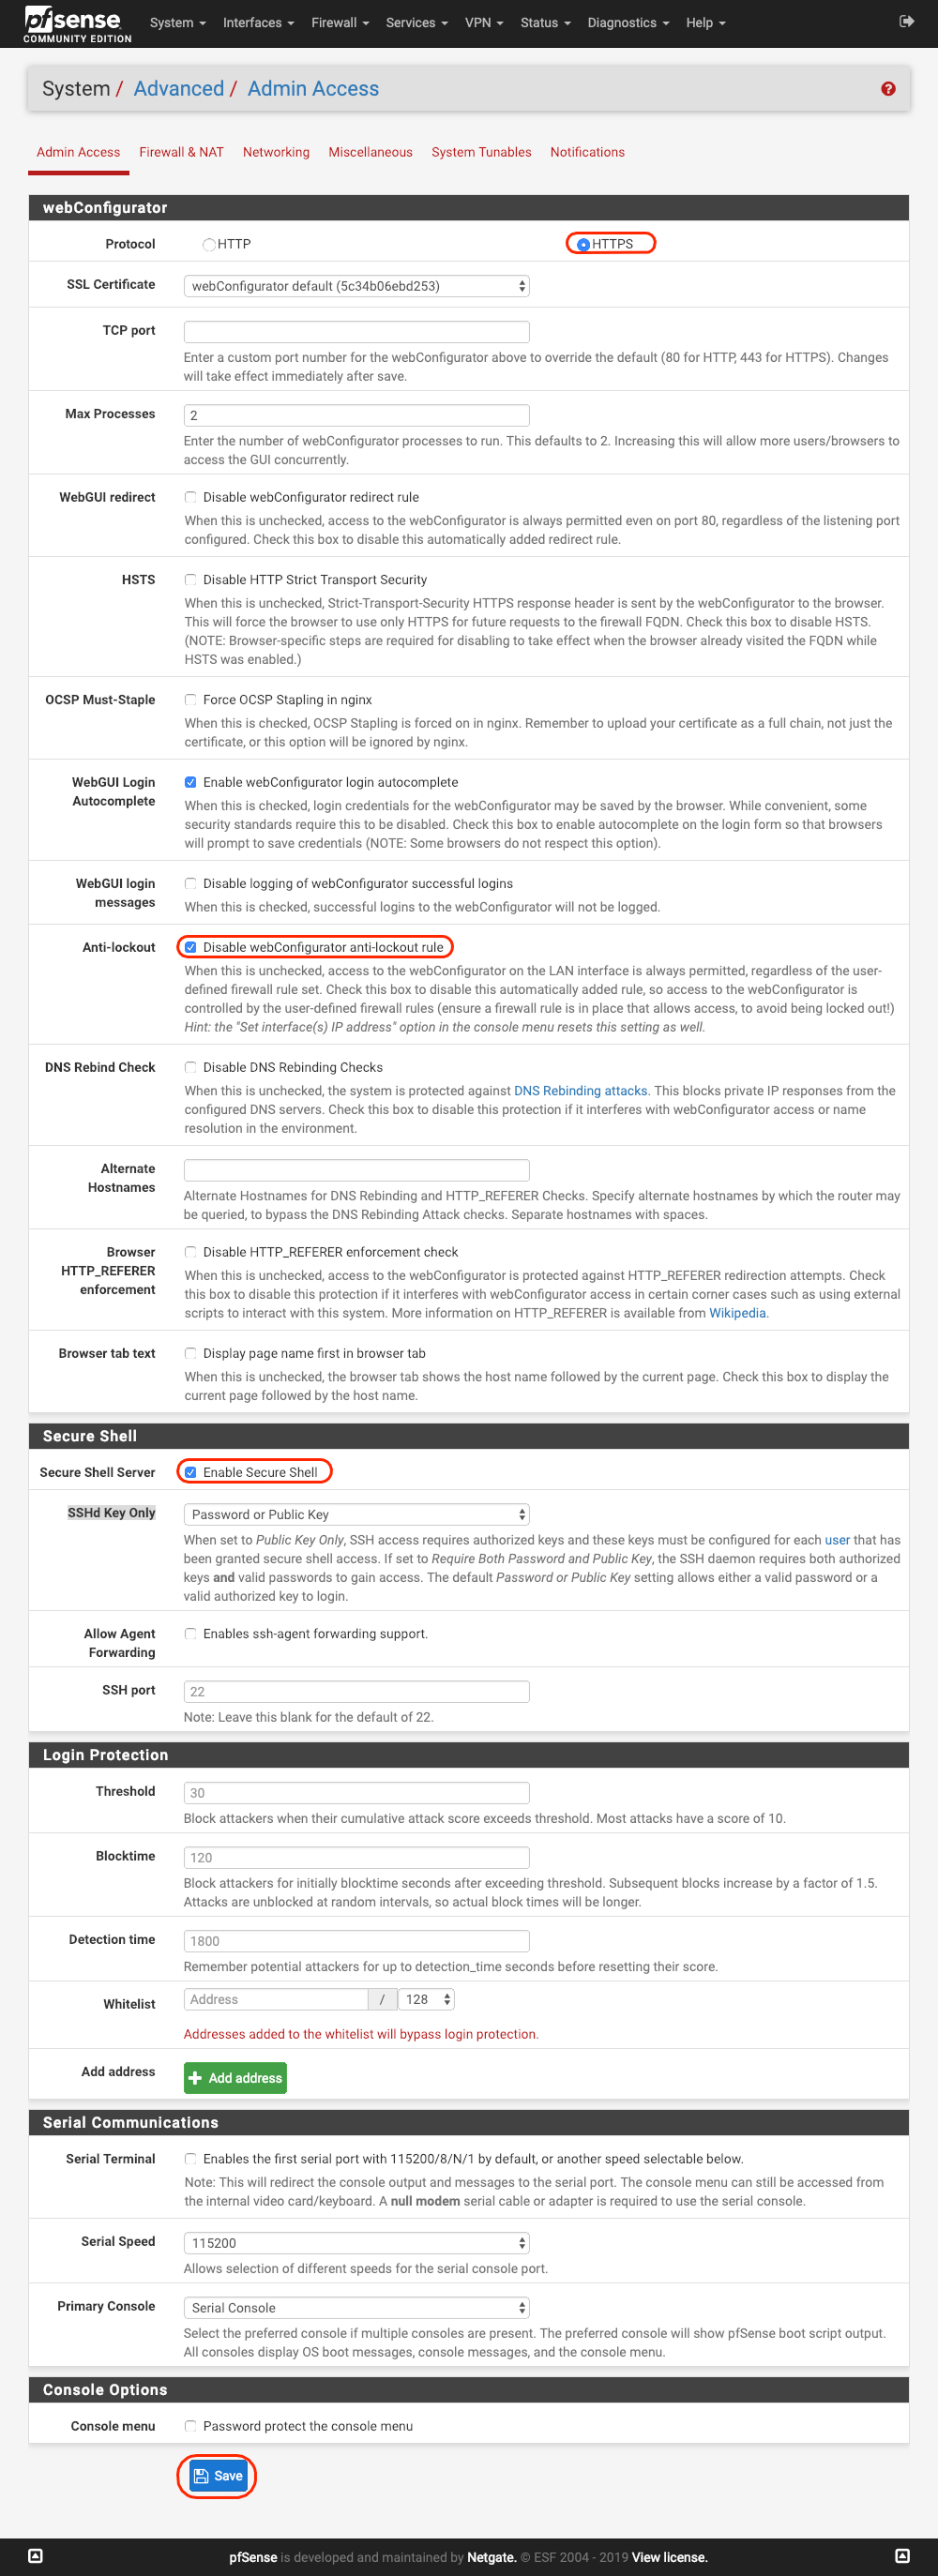 pfsense
COMMUNITY EDITION
System Interfaces Firewall Services VPN Status Diagnostics Help
System / Advanced / Admin Access
Admin Access Firewall & NAT Networking Miscellaneous System Tunables Notifications
webConfigurator
Protocol HTTP HTTPS
SSL Certificate webConfigurator default (5c34b06ebd253)
TCP port
Enter a custom port number for the webConfigurator above to override the default (80 for HTTP, 443 for HTTPS). Changes
will take effect immediately after save.
Max Processes 2
Enter the number of webConfigurator processes to run. This defaults to 2. Increasing this will allow more users/browsers to
access the GUI concurrently.
WebGUI redirect Disable webConfigurator redirect rule
When this is unchecked, access to the webConfigurator is always permitted even on port 80, regardless of the listening port
configured. Check this box to disable this automatically added redirect rule.
HSTS Disable HTTP Strict Transport Security
When this is unchecked, Strict-Transport-Security HTTPS response header is sent by the webConfigurator to the browser.
This will force the browser to use only HTTPS for future requests to the firewall FQDN. Check this box to disable HSTS.
(NOTE: Browser-specific steps are required for disabling to take effect when the browser already visited the FQDN while
HSTS was enabled.)
OCSP Must-Staple Force OCSP Stapling in nginx
When this is checked, OCSP Stapling is forced on in nginx. Remember to upload your certificate as a full chain, not just the
certificate, or this option will be ignored by nginx.
WebGUI Login Enable webConfigurator login autocomplete
Autocomplete
When this is checked, login credentials for the webConfigurator may be saved by the browser. While convenient, some
security standards require this to be disabled. Check this box to enable autocomplete on the login form so that browsers
will prompt to save credentials (NOTE: Some browsers do not respect this option).
WebGUI login Disable logging of webConfigurator successful logins
messages
When this is checked, successful logins to the webConfigurator will not be logged.
Anti-lockout Disable webConfigurator anti-lockout rule
When this is unchecked, access to the webConfigurator on the LAN interface is always permitted, regardless of the user-
defined firewall rule set. Check this box to disable this automatically added rule, so access to the webConfigurator is
controlled by the user-defined firewall rules (ensure a firewall rule is in place that allows access, to avoid being locked out!)
Hint: the "Set interface(s) IP address" option in the console menu resets this setting as well.
DNS Rebind Check Disable DNS Rebinding Checks
When this is unchecked, the system is protected against DNS Rebinding attacks. This blocks private IP responses from the
configured DNS servers. Check this box to disable this protection if it interferes with webConfigurator access or name
resolution in the environment.
Alternate
Hostnames
Alternate Hostnames for DNS Rebinding and HTTP_REFERER Checks. Specify alternate hostnames by which the router may
be queried, to bypass the DNS Rebinding Attack checks. Separate hostnames with spaces.
Browser Disable HTTP_REFERER enforcement check
HTTP_REFERER
enforcement
When this is unchecked, access to the webConfigurator is protected against HTTP_REFERER redirection attempts. Check
this box to disable this protection if it interferes with webConfigurator access in certain corner cases such as using external
scripts to interact with this system. More information on HTTP_REFERER is available from Wikipedia.
Browser tab text Display page name first in browser tab
When this is unchecked, the browser tab shows the host name followed by the current page. Check this box to display the
current page followed by the host name.
Secure Shell
Secure Shell Server Enable Secure Shell
SSHd Key Only Password or Public Key
When set to Public Key Only, SSH access requires authorized keys and these keys must be configured for each user that has
been granted secure shell access. If set to Require Both Password and Public Key, the SSH daemon requires both authorized
keys and valid passwords to gain access. The default Password or Public Key setting allows either a valid password or a
valid authorized key to login.
Allow Agent Enables ssh-agent forwarding support.
Forwarding
SSH port 22
Note: Leave this blank for the default of 22.
Login Protection
Threshold 30
Block attackers when their cumulative attack score exceeds threshold. Most attacks have a score of 10.
Blocktime 120
Block attackers for initially blocktime seconds after exceeding threshold. Subsequent blocks increase by a factor of 1.5.
Attacks are unblocked at random intervals, so actual block times will be longer.
Detection time 1800
Remember potential attackers for up to detection_time seconds before resetting their score.
Whitelist Address / 128
Addresses added to the whitelist will bypass login protection.
Add address Add address
Serial Communications
Serial Terminal Enables the first serial port with 115200/8/N/1 by default, or another speed selectable below.
Note: This will redirect the console output and messages to the serial port. The console menu can still be accessed from
the internal video card/keyboard. A null modem serial cable or adapter is required to use the serial console.
Serial Speed 115200
Allows selection of different speeds for the serial console port.
Primary Console Serial Console
Select the preferred console if multiple consoles are present. The preferred console will show pfSense boot script output.
All consoles display OS boot messages, console messages, and the console menu.
Console Options
Console menu Password protect the console menu
Save
pfSense is developed and maintained by Netgate. © ESF 2004 - 2019 View license.